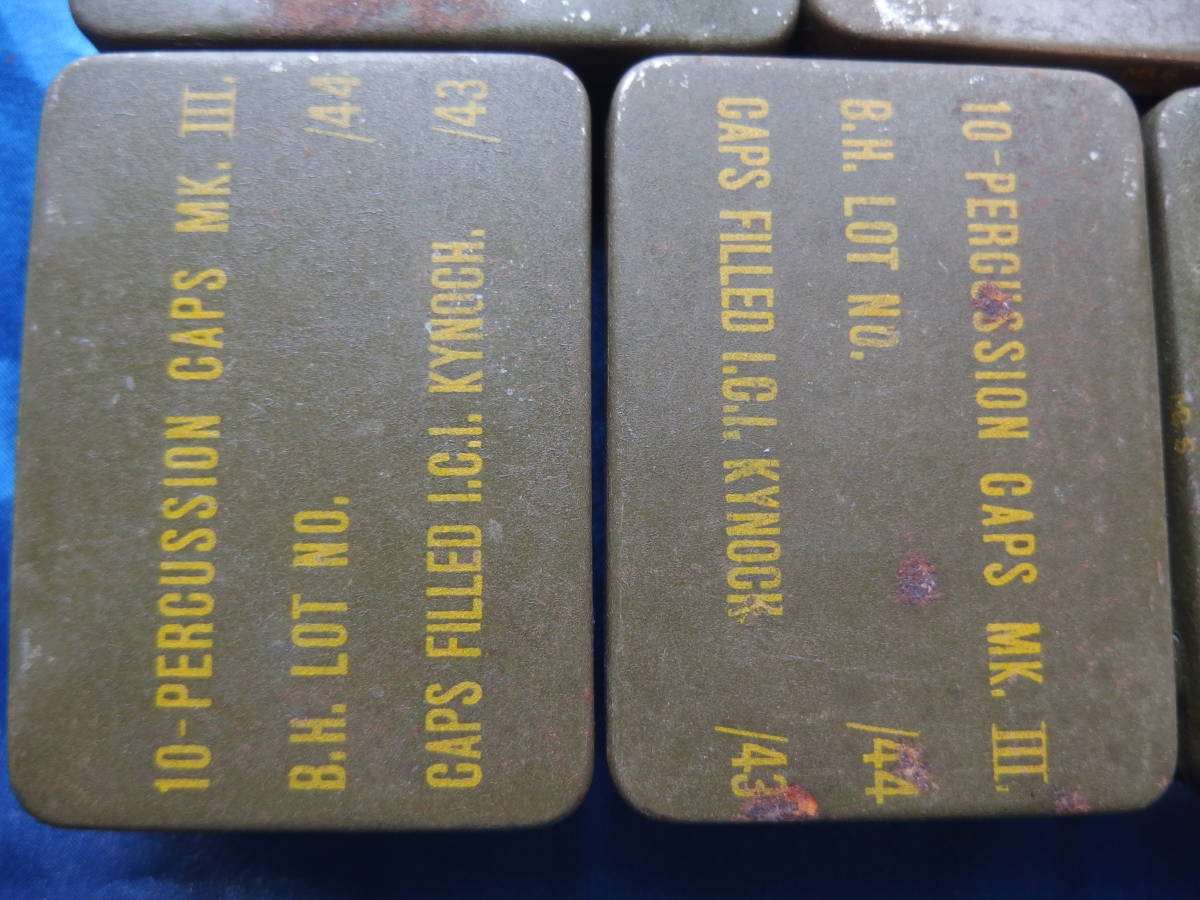 10-PERCUSSION CAPS MK. III.
B.H. LOT NO. /44
CAPS FILLED I.C.I. KYNOCH. /43
10-PERCUSSION CAPS MK. III.
B.H. LOT NO. /44
CAPS FILLED I.C.I. KYNOCK /43